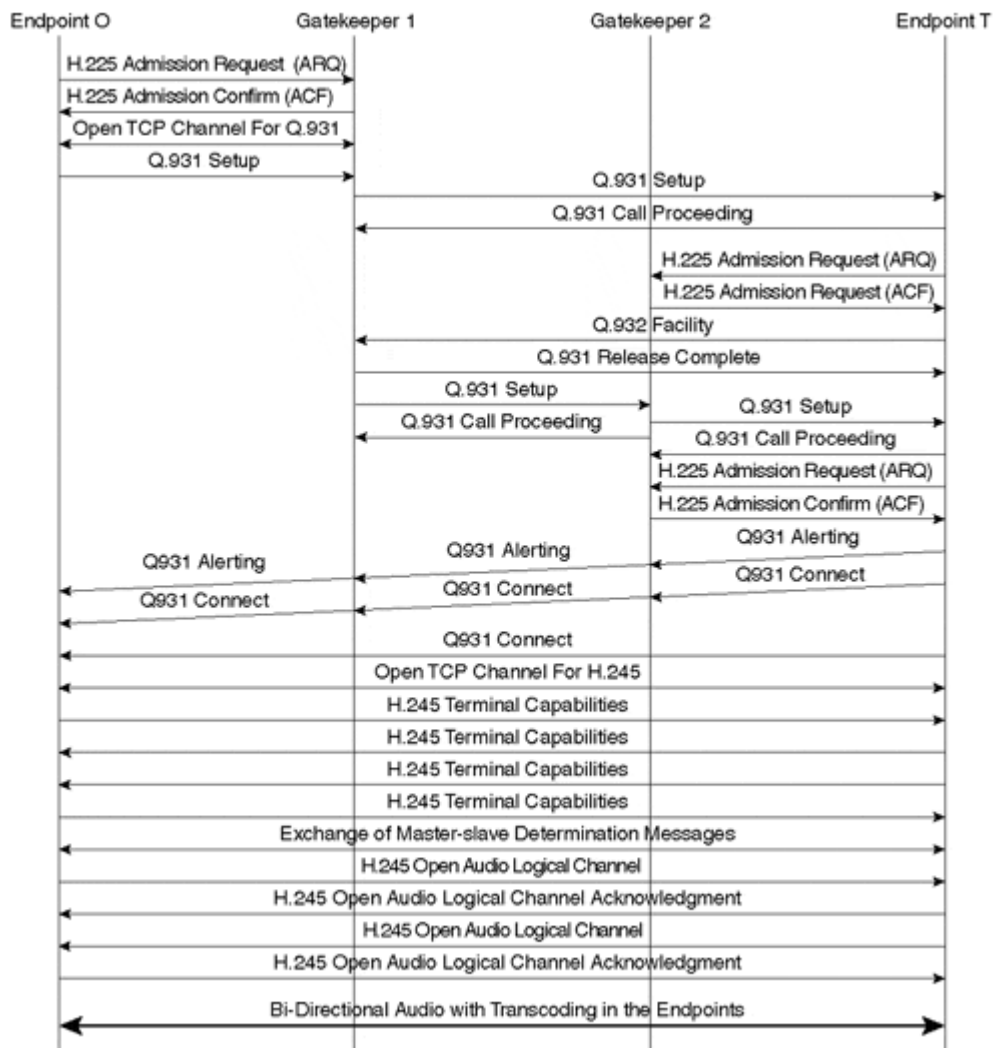 Endpoint O Gatekeeper 1 Gatekeeper 2 Endpoint T
H.225 Admission Request (ARQ)
H.225 Admission Confirm (ACF)
Open TCP Channel For Q.931
Q.931 Setup
Q.931 Setup
Q.931 Call Proceeding
H.225 Admission Request (ARQ)
H.225 Admission Request (ACF)
Q.932 Facility
Q.931 Release Complete
Q.931 Setup
Q.931 Setup
Q.931 Call Proceeding
Q.931 Call Proceeding
H.225 Admission Request (ARQ)
H.225 Admission Confirm (ACF)
Q931 Alerting
Q931 Alerting
Q931 Alerting
Q931 Connect
Q931 Connect
Q931 Connect
Q931 Connect
Open TCP Channel For H.245
H.245 Terminal Capabilities
H.245 Terminal Capabilities
H.245 Terminal Capabilities
H.245 Terminal Capabilities
Exchange of Master-slave Determination Messages
H.245 Open Audio Logical Channel
H.245 Open Audio Logical Channel Acknowledgment
H.245 Open Audio Logical Channel
H.245 Open Audio Logical Channel Acknowledgment
Bi-Directional Audio with Transcoding in the Endpoints